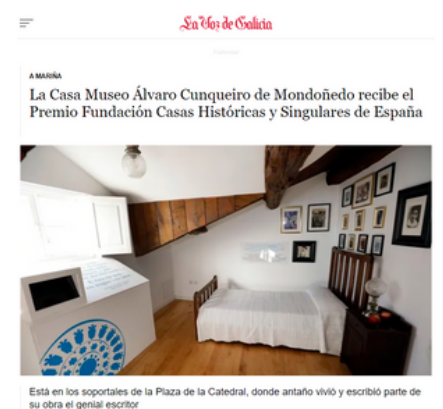 La Voz de Galicia
A MARIÑA
La Casa Museo Álvaro Cunqueiro de Mondoñedo recibe el
Premio Fundación Casas Históricas y Singulares de España
Está en los soportales de la Plaza de la Catedral, donde antaño vivió y escribió parte de
su obra el genial escritor